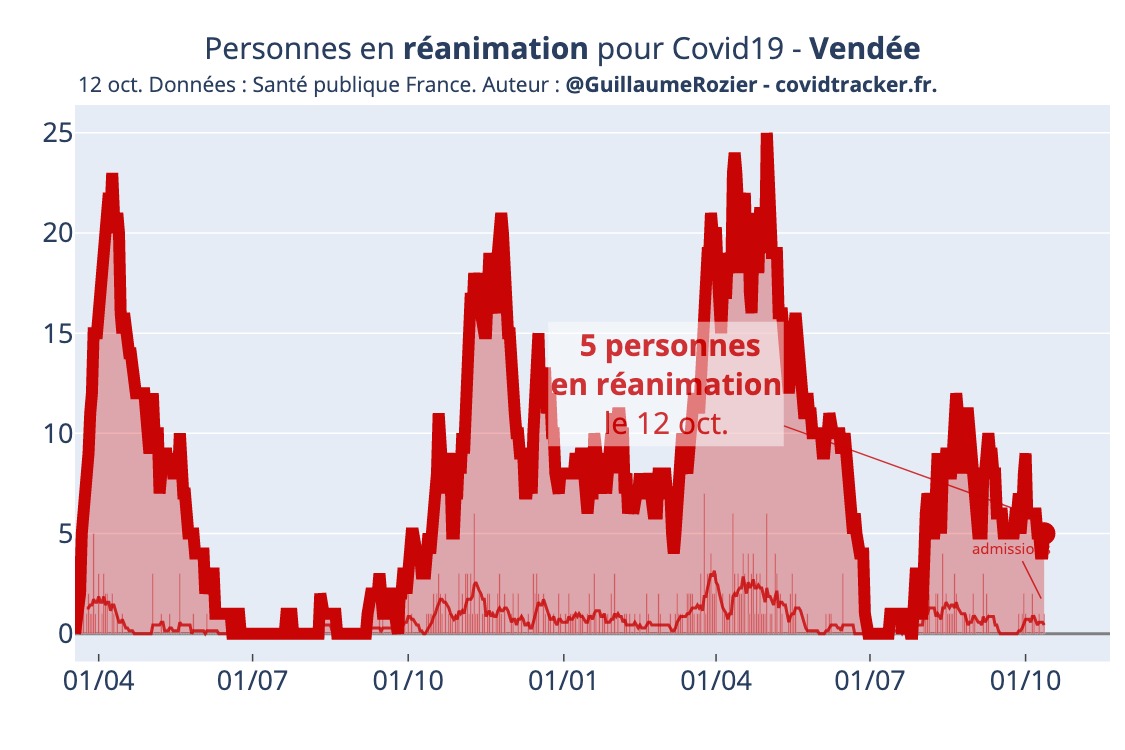 Personnes en réanimation pour Covid19 - Vendée
12 oct. Données : Santé publique France. Auteur : @GuillaumeRozier - covidtracker.fr.
25
20
15
10
5
0
5 personnes
en réanimation
le 12 oct.
admissions
01/04
01/07
01/10
01/01
01/04
01/07
01/10